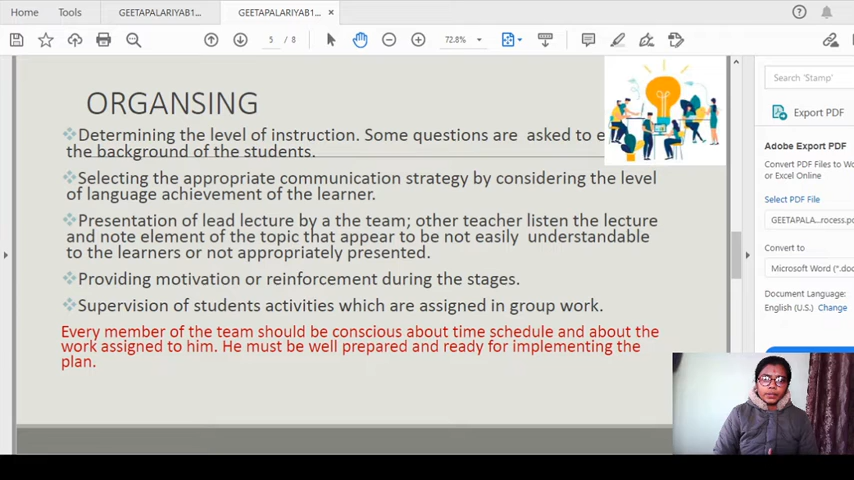 Home Tools GEETAPALARIYAB1... GEETAPALARIYAB1... ×
5 / 8 72.8%
ORGANSING
Determining the level of instruction. Some questions are asked to e
the background of the students.
Selecting the appropriate communication strategy by considering the level
of language achievement of the learner.
Presentation of lead lecture by a the team; other teacher listen the lecture
and note element of the topic that appear to be not easily understandable
to the learners or not appropriately presented.
Providing motivation or reinforcement during the stages.
Supervision of students activities which are assigned in group work.
Every member of the team should be conscious about time schedule and about the
work assigned to him. He must be well prepared and ready for implementing the
plan.
Search 'Stamp'
Export PDF
Adobe Export PDF
Convert PDF Files to Wo
or Excel Online
Select PDF File
GEETAPALA...rocess.pd
Convert to
Microsoft Word (*.doc
Document Language:
English (U.S.) Change